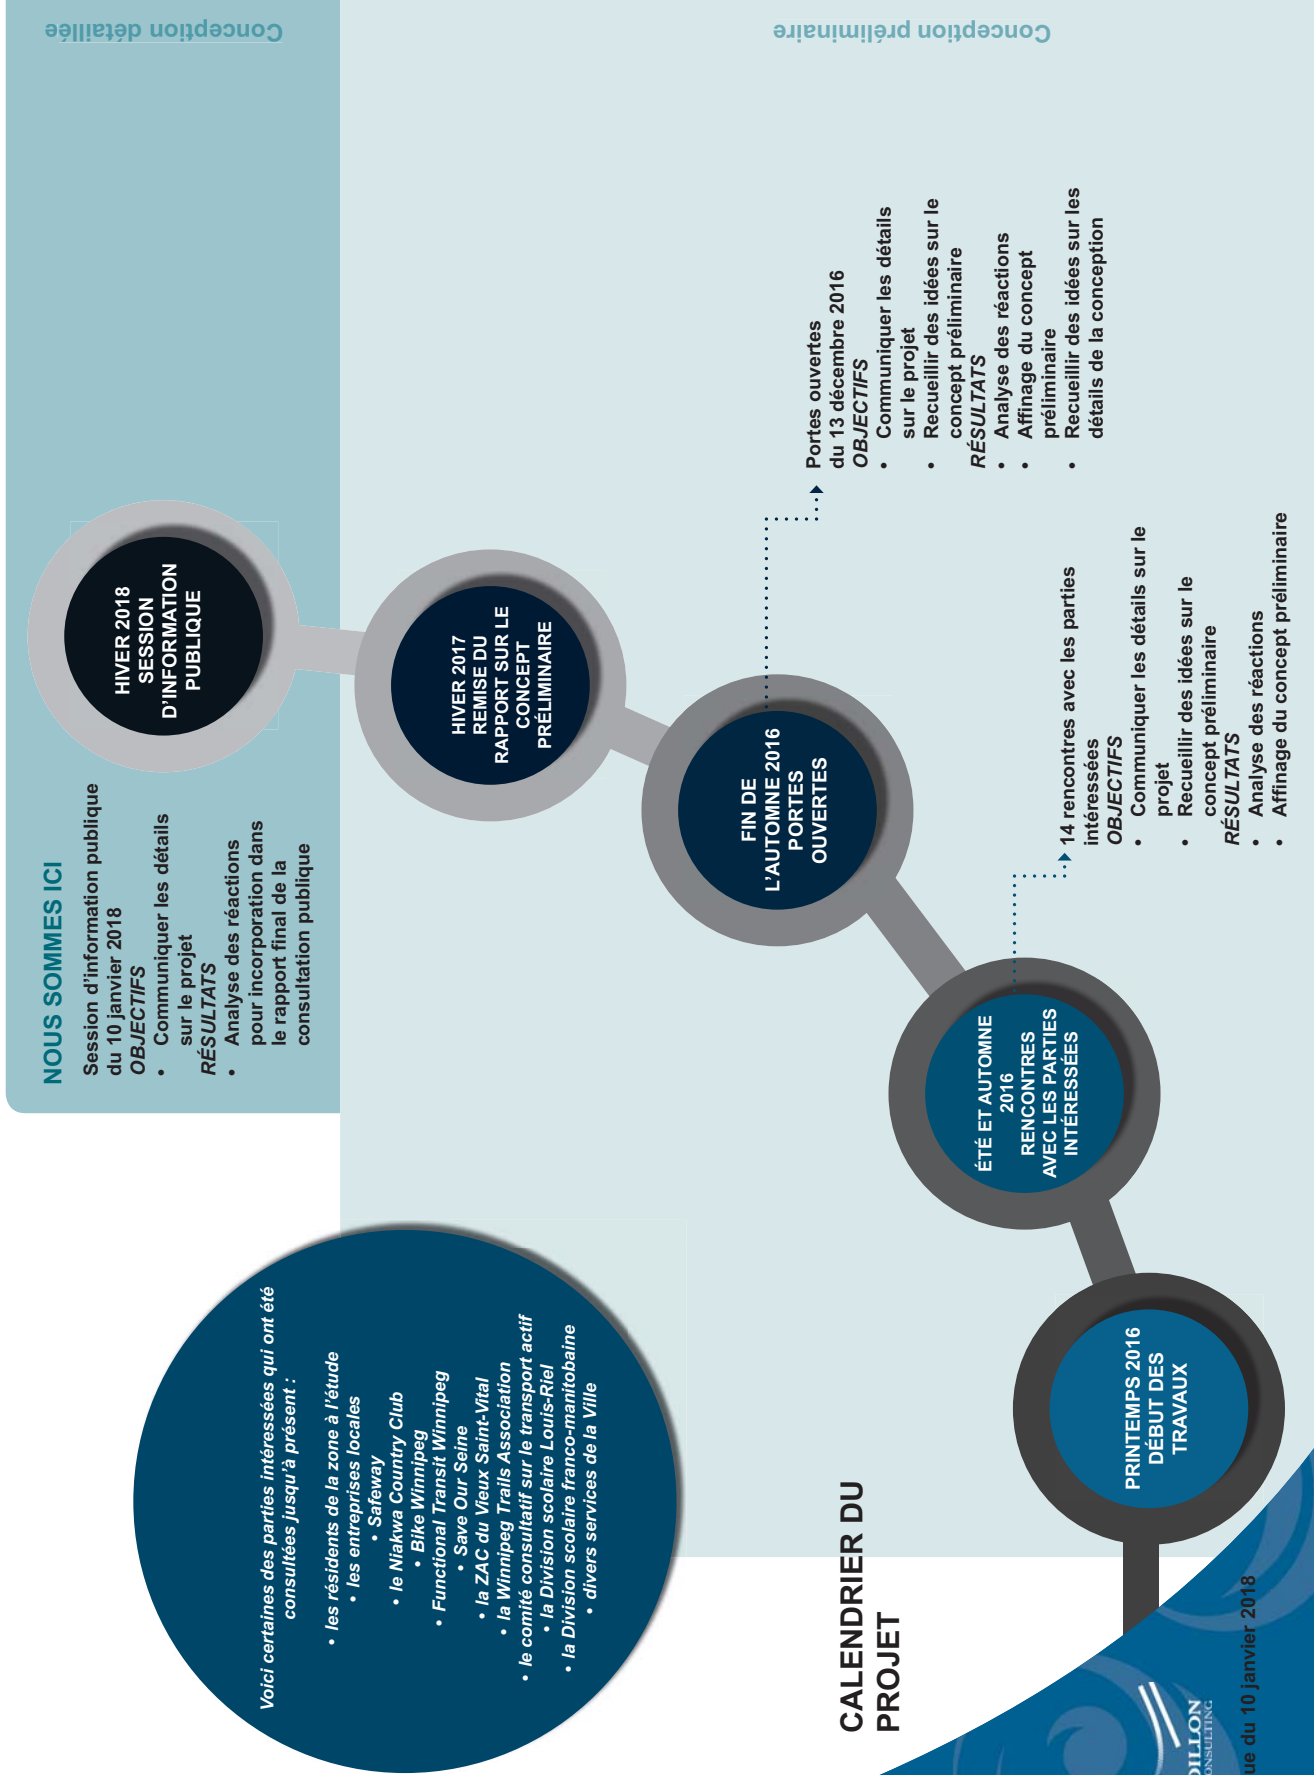 CALENDRIER DU
PROJET
Voici certaines des parties intéressées qui ont été
consultées jusqu'à présent :
• les résidents de la zone à l'étude
• les entreprises locales
• Safeway
• le Niakwa Country Club
• Bike Winnipeg
• Functional Transit Winnipeg
• Save Our Seine
• la ZAC du Vieux Saint-Vital
• la Winnipeg Trails Association
• le comité consultatif sur le transport actif
• la Division scolaire Louis-Riel
• la Division scolaire franco-manitobaine
• divers services de la Ville
PRINTEMPS 2016
DÉBUT DES
TRAVAUX
ÉTÉ ET AUTOMNE
2016
RENCONTRES
AVEC LES PARTIES
INTÉRESSÉES
14 rencontres avec les parties
intéressées
OBJECTIFS
• Communiquer les détails sur le
projet
• Recueillir des idées sur le
concept préliminaire
RÉSULTATS
• Analyse des réactions
• Affinage du concept préliminaire
FIN DE
L'AUTOMNE 2016
PORTES
OUVERTES
Portes ouvertes
du 13 décembre 2016
OBJECTIFS
• Communiquer les détails
sur le projet
• Recueillir des idées sur le
concept préliminaire
RÉSULTATS
• Analyse des réactions
• Affinage du concept
préliminaire
• Recueillir des idées sur les
détails de la conception
HIVER 2017
REMISE DU
RAPPORT SUR LE
CONCEPT
PRÉLIMINAIRE
NOUS SOMMES ICI
Session d'information publique
du 10 janvier 2018
OBJECTIFS
• Communiquer les détails
sur le projet
RÉSULTATS
• Analyse des réactions
pour incorporation dans
le rapport final de la
consultation publique
HIVER 2018
SESSION
D'INFORMATION
PUBLIQUE
Conception détaillée
Conception préliminaire
DILLON
ONSULTING
ue du 10 janvier 2018